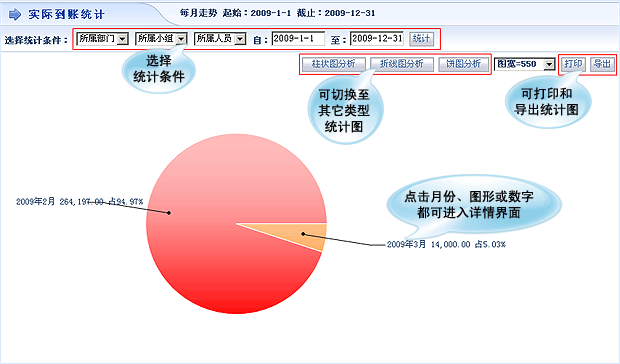 实际到账统计 每月走势 起始：2009-1-1 截止：2009-12-31
选择统计条件： 所属部门 所属小组 所属人员 自： 2009-1-1 至： 2009-12-31 统计
柱状图分析 折线图分析 饼图分析 图宽=550 打印 导出
选择
统计条件
可切换至
其它类型
统计图
可打印和
导出统计图
点击月份、图形或数字
都可进入详情界面
2009年2月 264,197.00 占94.97%
2009年3月 14,000.00 占5.03%